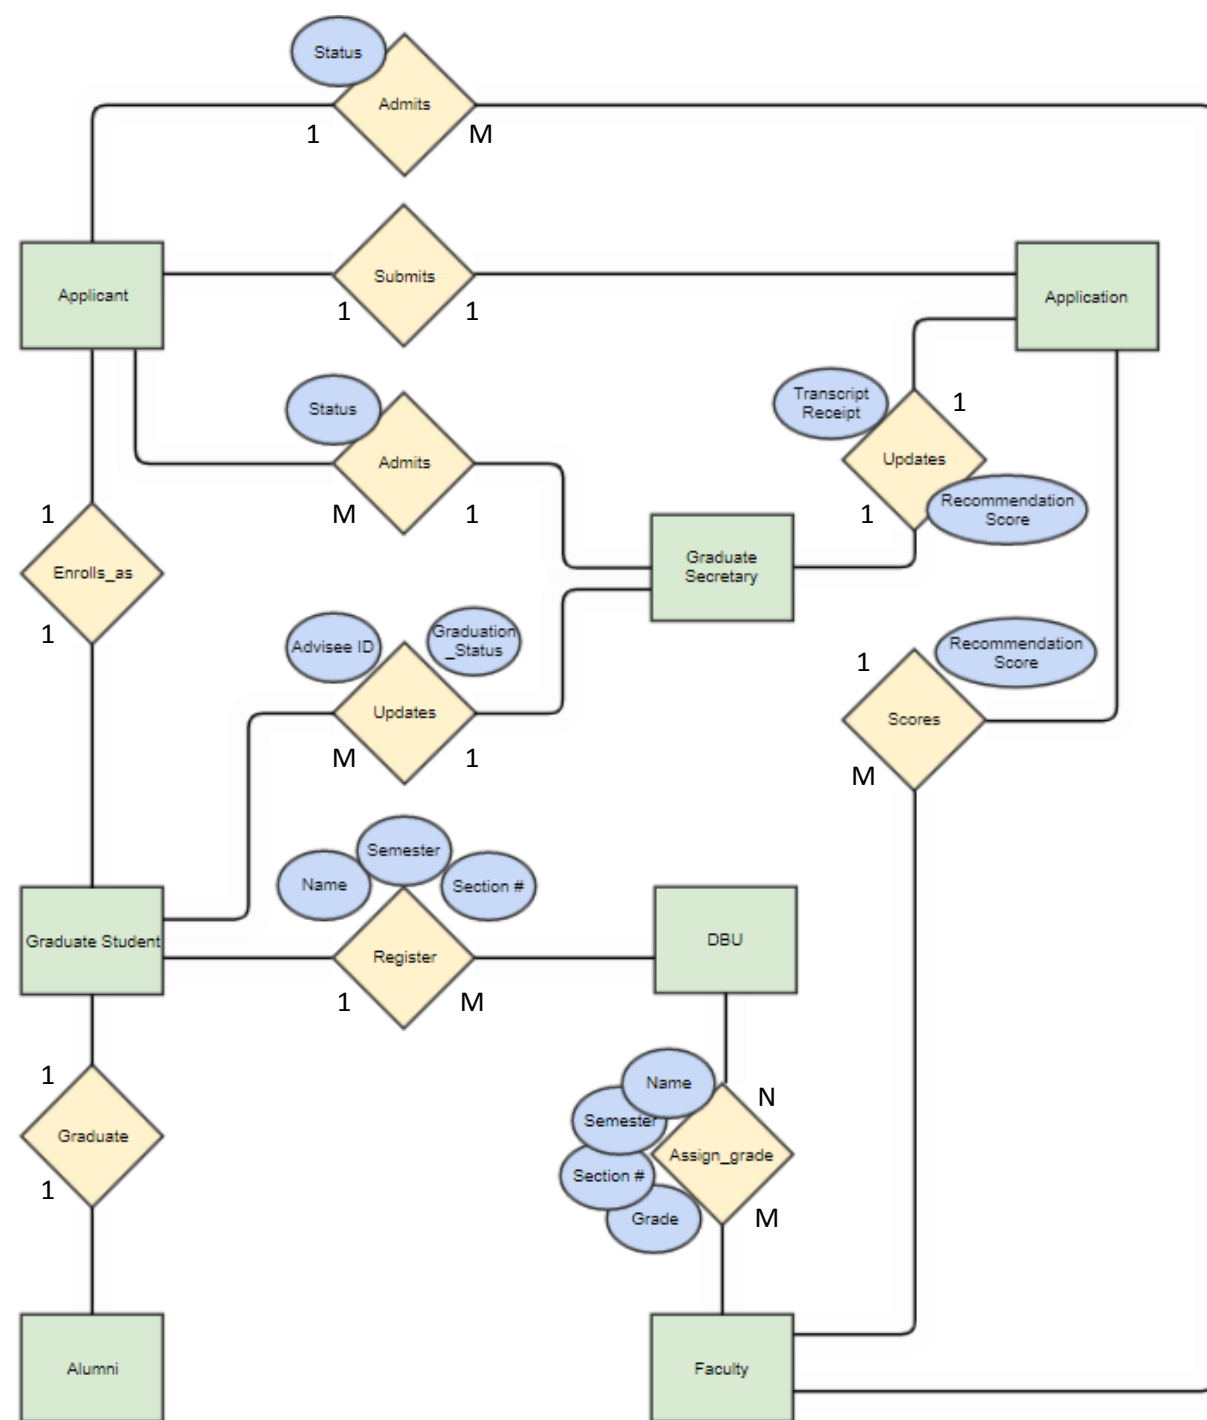 Status
Admits
1
M
Applicant
Submits
1
1
Application
Status
Admits
M
1
Transcript
Receipt
1
Updates
1
Recommendation
Score
1
Enrolls_as
1
Graduate
Secretary
Advisee ID
Graduation
_Status
Updates
M
1
Recommendation
Score
1
Scores
M
Semester
Name
Section #
Graduate Student
Register
1
M
DBU
1
Graduate
1
Name
N
Semester
Assign_grade
Section #
Grade
M
Alumni
Faculty